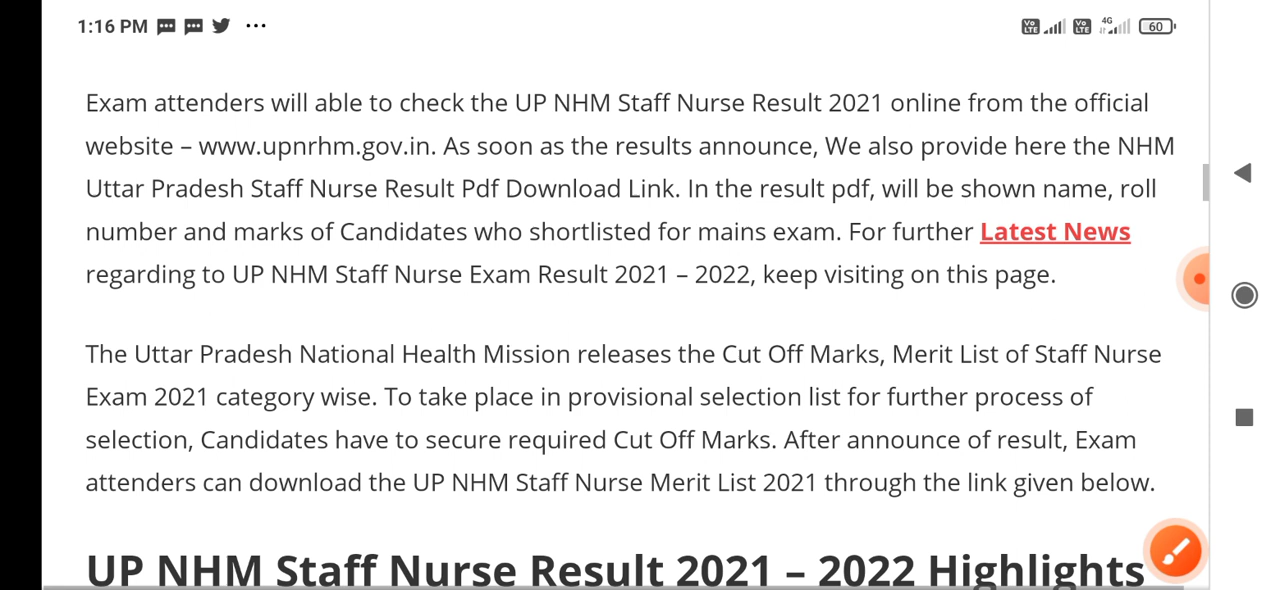 1:16 PM ...
Vo LTE Vo LTE 4G 60
Exam attenders will able to check the UP NHM Staff Nurse Result 2021 online from the official
website – www.upnrhm.gov.in. As soon as the results announce, We also provide here the NHM
Uttar Pradesh Staff Nurse Result Pdf Download Link. In the result pdf, will be shown name, roll
number and marks of Candidates who shortlisted for mains exam. For further Latest News
regarding to UP NHM Staff Nurse Exam Result 2021 – 2022, keep visiting on this page.
The Uttar Pradesh National Health Mission releases the Cut Off Marks, Merit List of Staff Nurse
Exam 2021 category wise. To take place in provisional selection list for further process of
selection, Candidates have to secure required Cut Off Marks. After announce of result, Exam
attenders can download the UP NHM Staff Nurse Merit List 2021 through the link given below.
UP NHM Staff Nurse Result 2021 – 2022 Highlights